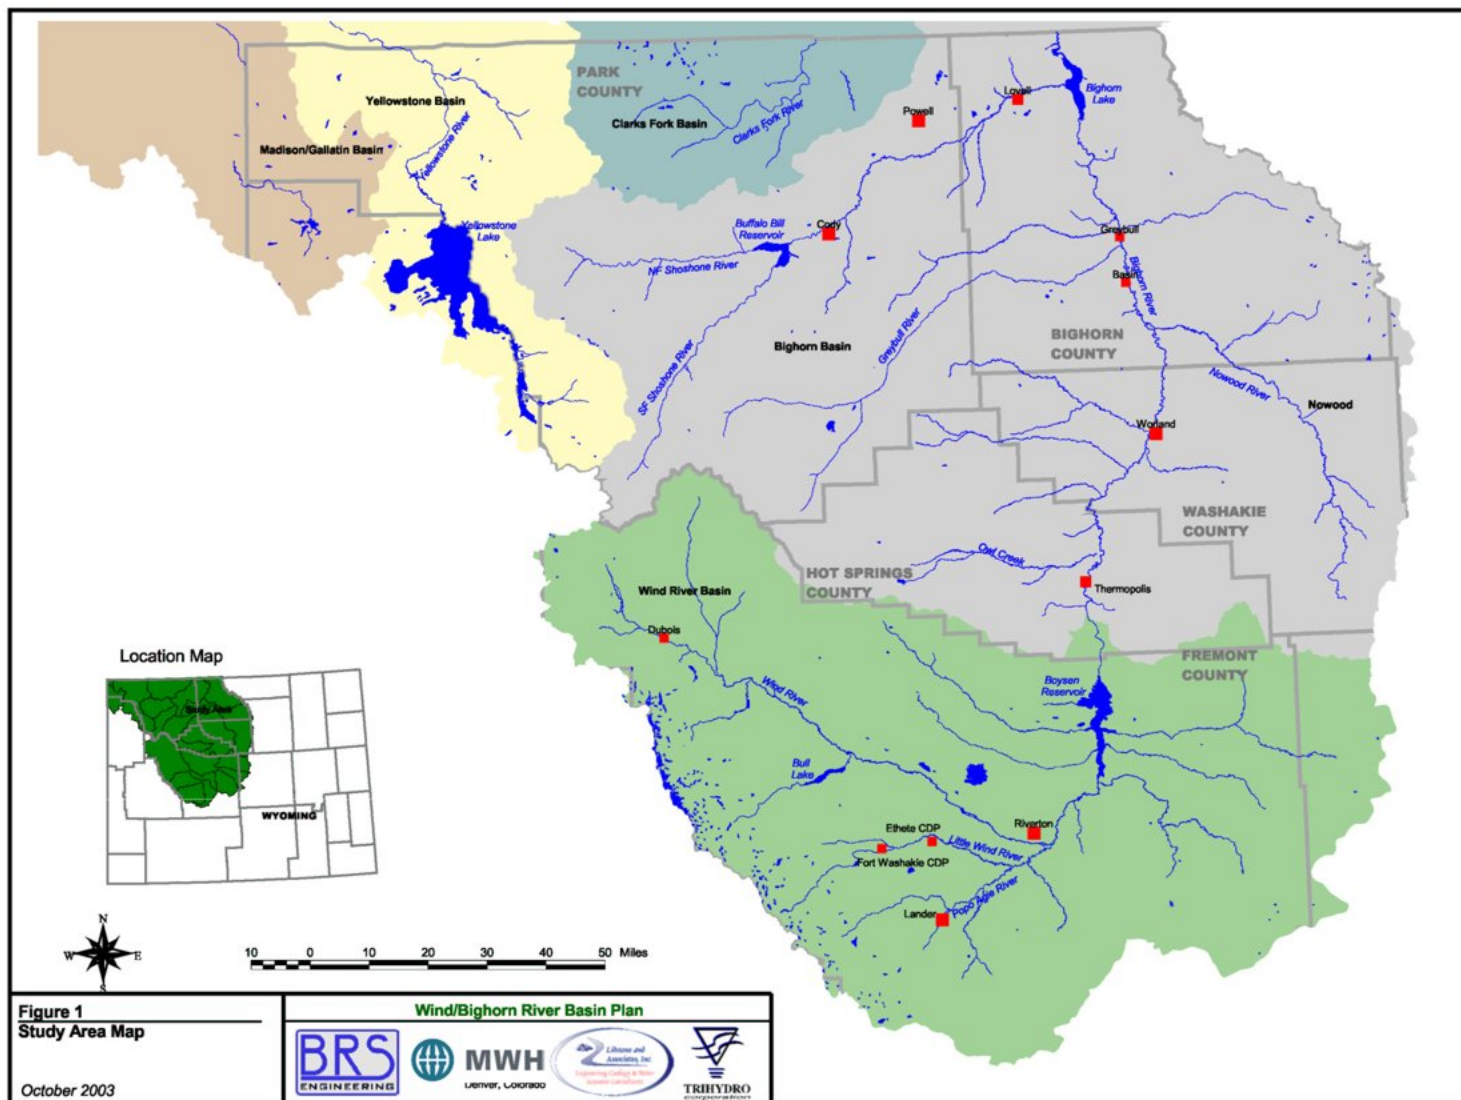 PARK
COUNTY
Yellowstone Basin
Yellowstone River
Clarks Fork Basin
Clarks Fork River
Madison/Gallatin Basin
Powell
Lovell
Bighorn
Lake
Yellowstone
Lake
Buffalo Bill
Reservoir
Cody
NF Shoshone River
SF Shoshone River
Greybull
Basin
Bighorn River
Greybull River
Bighorn Basin
BIGHORN
COUNTY
Nowood River
Nowood
Worland
WASHAKIE
COUNTY
Owl Creek
HOT SPRINGS
COUNTY
Thermopolis
Wind River Basin
Dubois
FREMONT
COUNTY
Boysen
Reservoir
Wind River
Bull
Lake
Riverton
Ethete CDP
Little Wind River
Fort Washakie CDP
Lander
Popo Agie River
Location Map
Study Area
WYOMING
N
W
E
S
10 0 10 20 30 40 50 Miles
Figure 1
Study Area Map
October 2003
Wind/Bighorn River Basin Plan
BRS
ENGINEERING
MWH
Denver, Colorado
Associates, Inc.
TRIHYDRO
corporation